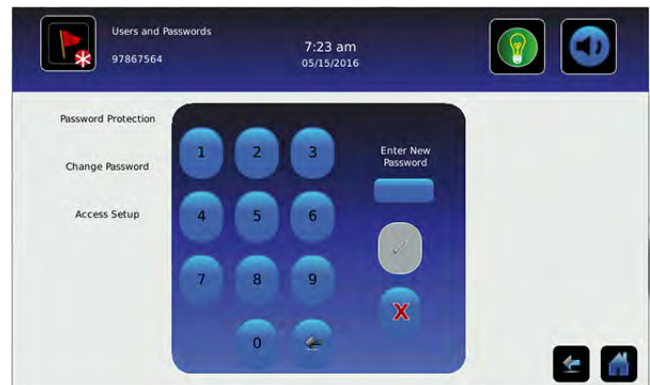 Users and Passwords
97867564
7:23 am
05/15/2016
Password Protection
Change Password
Access Setup
1 2 3
4 5 6
7 8 9
0
Enter New
Password
X